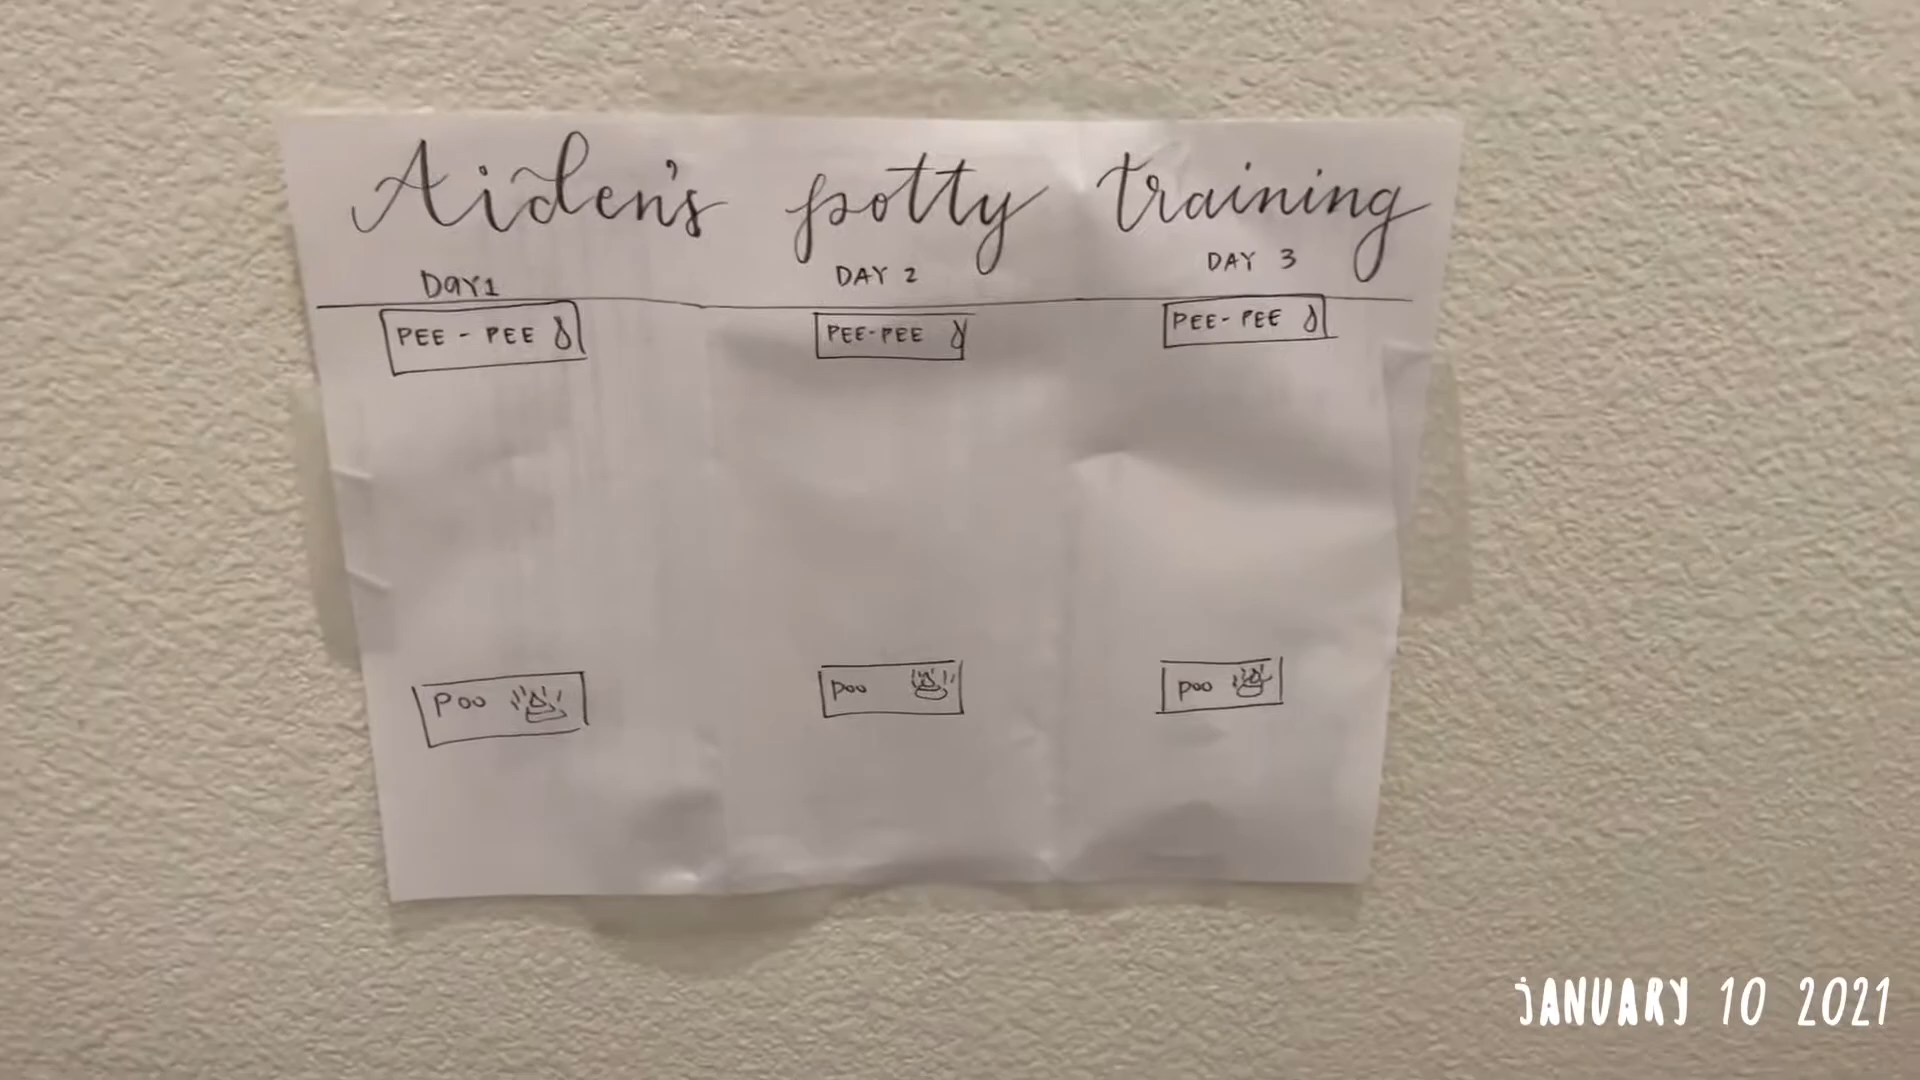 Aiden's potty training
Day1 DAY 2 DAY 3
PEE - PEE PEE-PEE PEE- PEE
Poo Poo Poo
JANUARY 10 2021